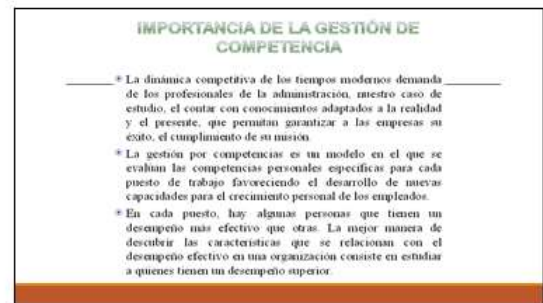 IMPORTANCIA DE LA GESTIÓN DE
COMPETENCIA
La dinámica competitiva de los tiempos modernos demanda
de los profesionales de la administración, nuestro caso de
estudio, el contar con conocimientos adaptados a la realidad
y el presente, que permitan garantizar a las empresas su
éxito, el cumplimiento de su misión.
La gestión por competencias es un modelo en el que se
evalúan las competencias personales específicas para cada
puesto de trabajo favoreciendo el desarrollo de nuevas
capacidades para el crecimiento personal de los empleados.
En cada puesto, hay algunas personas que tienen un
desempeño más efectivo que otras. La mejor manera de
descubrir las características que se relacionan con el
desempeño efectivo en una organización consiste en estudiar
a quienes tienen un desempeño superior.